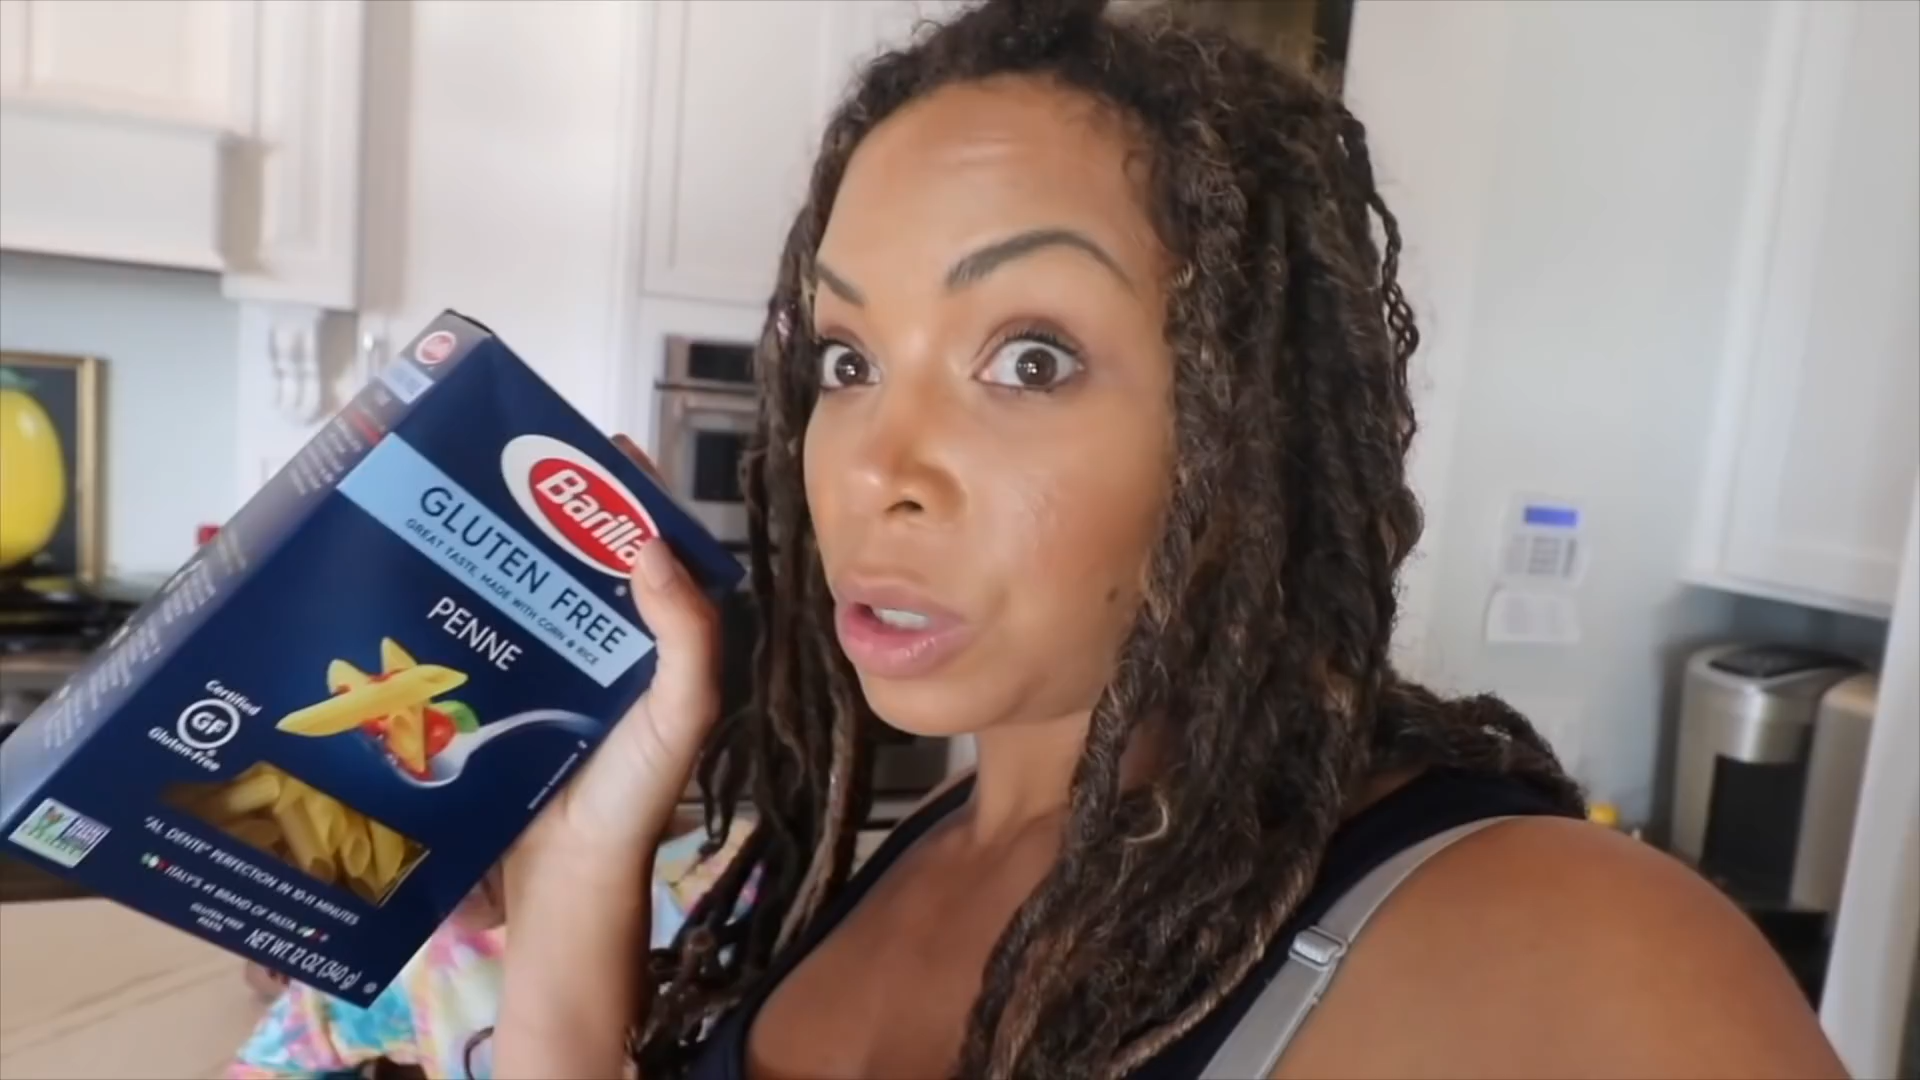 Barilla
GLUTEN FREE
GREAT TASTE, MADE WITH CORN & RICE
PENNE
Certified
GF
Gluten-Free
"AL DENTE" PERFECTION IN 10-11 MINUTES
ITALY'S #1 BRAND OF PASTA
GLUTEN FREE
PASTA
NET WT. 12 OZ (340 g)